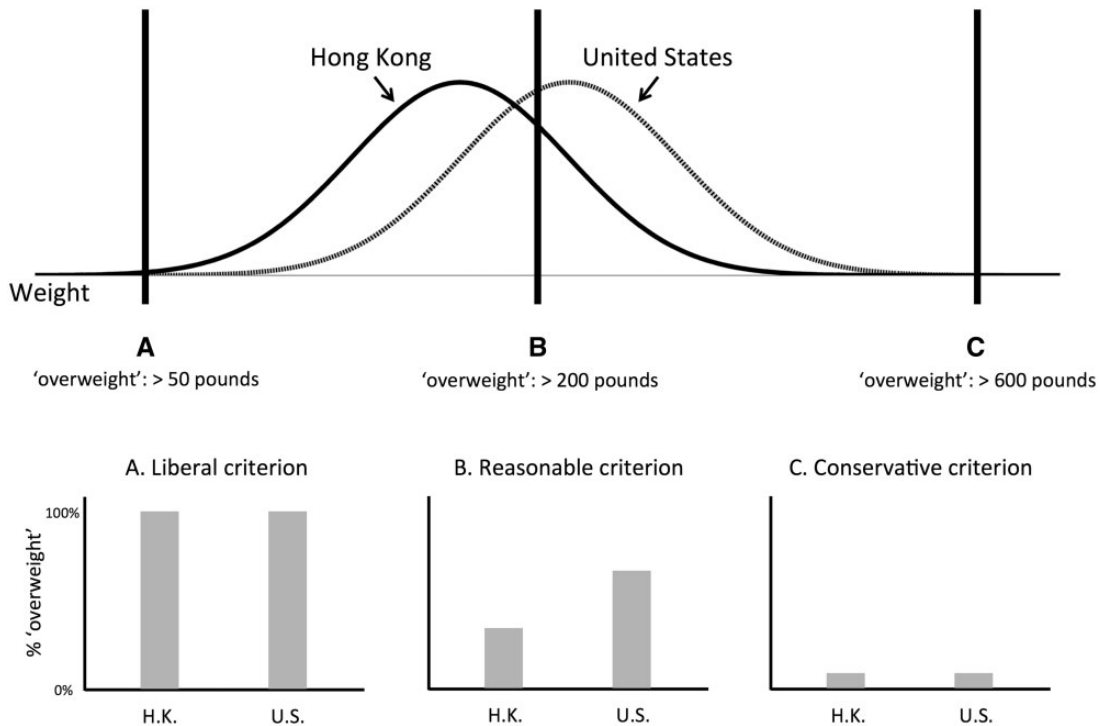 Hong Kong
United States
Weight
A
B
C
‘overweight’: > 50 pounds
‘overweight’: > 200 pounds
‘overweight’: > 600 pounds
A. Liberal criterion
B. Reasonable criterion
C. Conservative criterion
% ‘overweight’
100%
0%
H.K.
U.S.
H.K.
U.S.
H.K.
U.S.